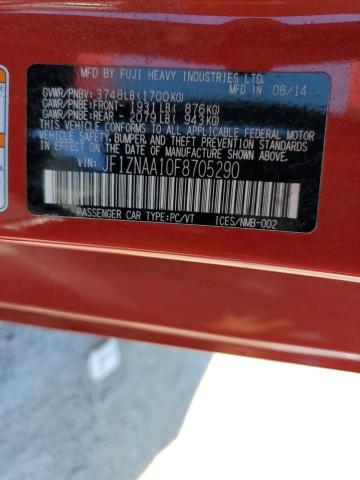 MFD BY FUJI HEAVY INDUSTRIES LTD.
GVWR/PNBV: 3748LB(1700KG) 08/14
GAWR/PNBE:FRONT- 1931LB( 876KG)
GAWR/PNBE:REAR - 2079LB( 943KG)
THIS VEHICLE CONFORMS TO ALL APPLICABLE FEDERAL MOTOR
VEHICLE SAFETY, BUMPER, AND THEFT PREVENTION STANDARDS
IN EFFECT ON THE DATE OF MANUFACTURE SHOWN ABOVE.
VIN: JF1ZNAA10F8705290
PASSENGER CAR TYPE:PC/VT ICES/NMB-002